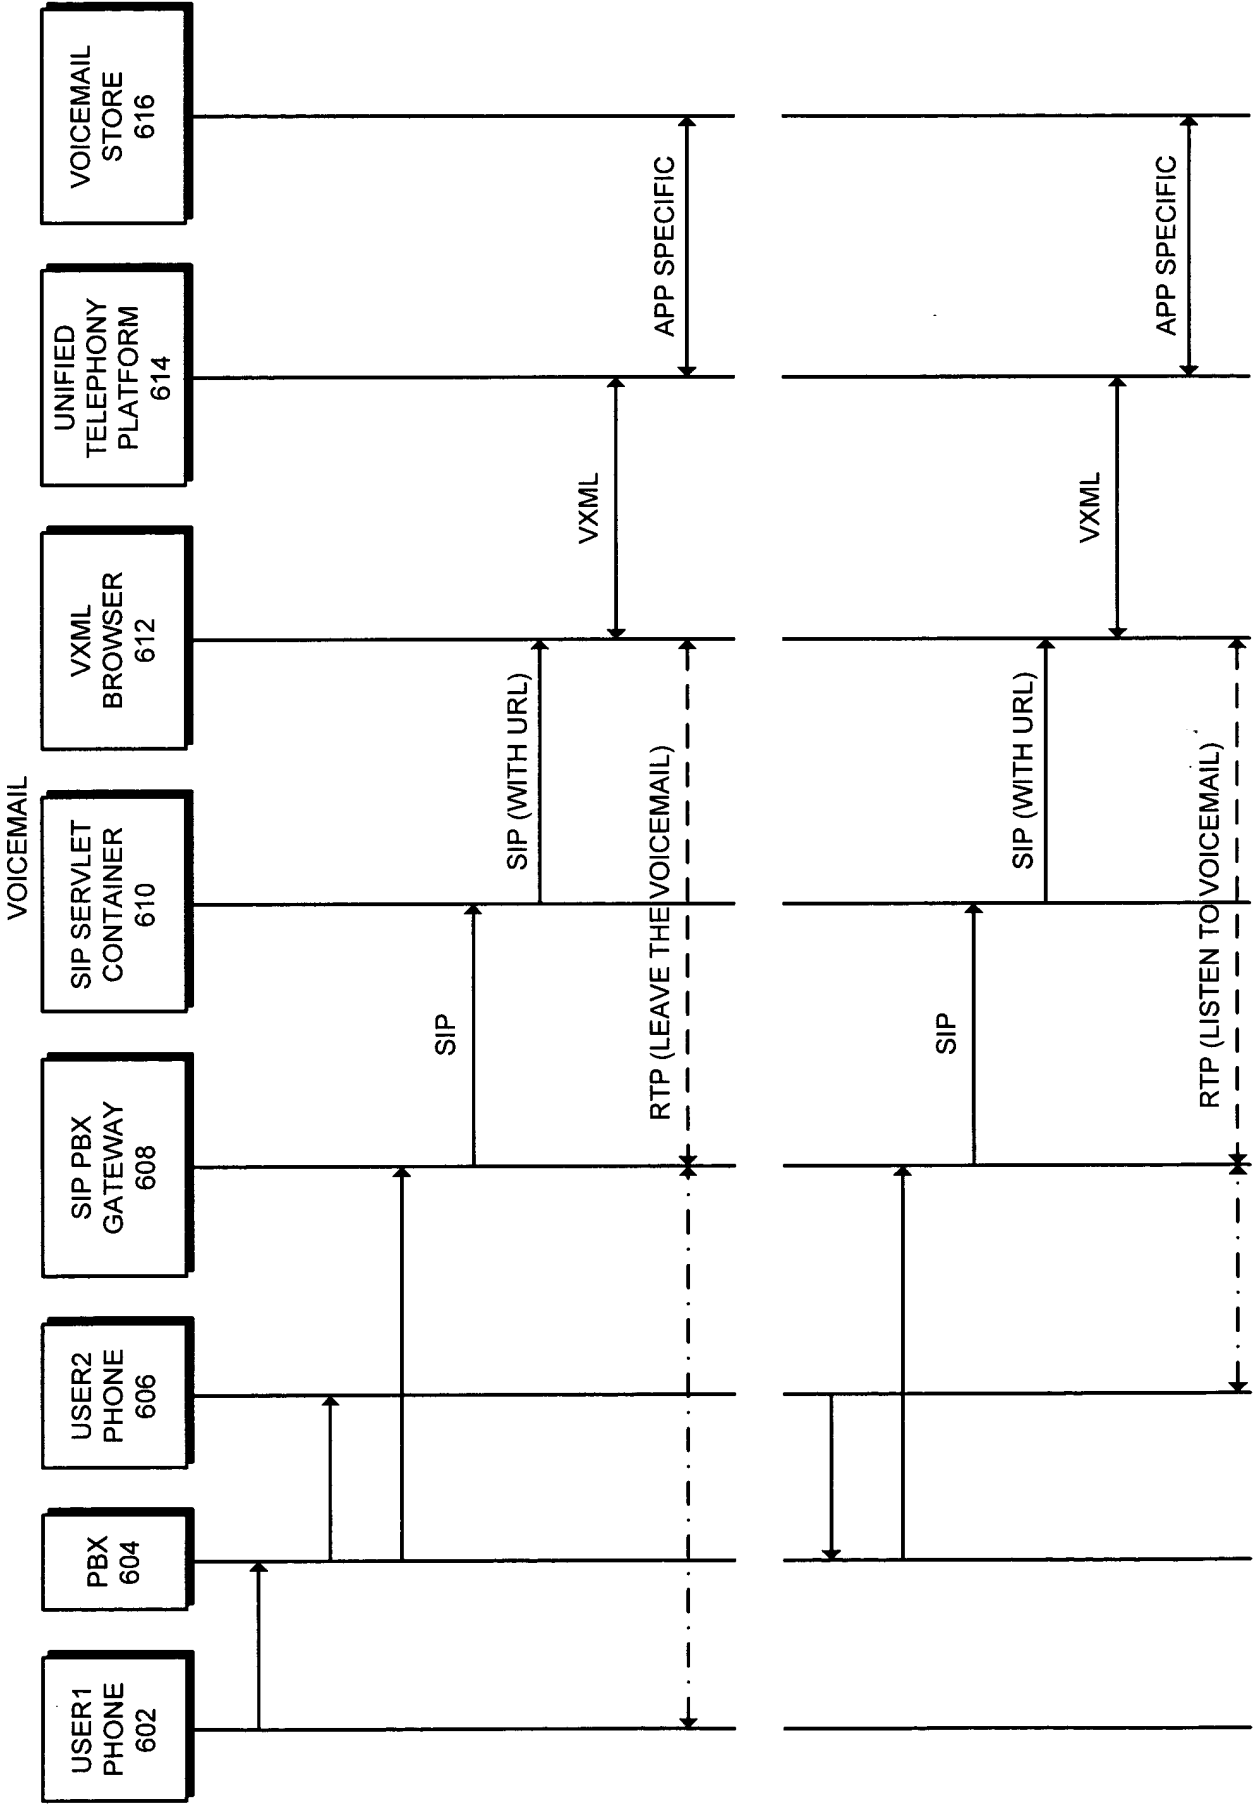 VOICEMAIL
USER1
PHONE
602
PBX
604
USER2
PHONE
606
SIP PBX
GATEWAY
608
SIP SERVLET
CONTAINER
610
VXML
BROWSER
612
UNIFIED
TELEPHONY
PLATFORM
614
VOICEMAIL
STORE
616
SIP
SIP (WITH URL)
VXML
RTP (LEAVE THE VOICEMAIL)
APP SPECIFIC
SIP
SIP (WITH URL)
VXML
APP SPECIFIC
RTP (LISTEN TO VOICEMAIL)